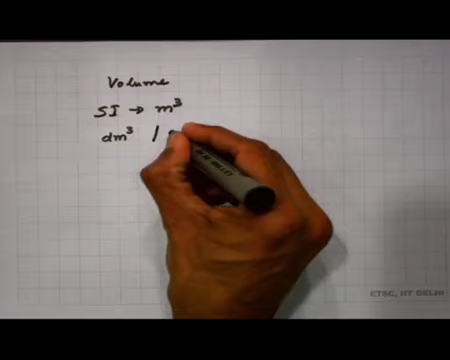 Volume
SI → m³
dm³ /
ETSC, IIT DELHI